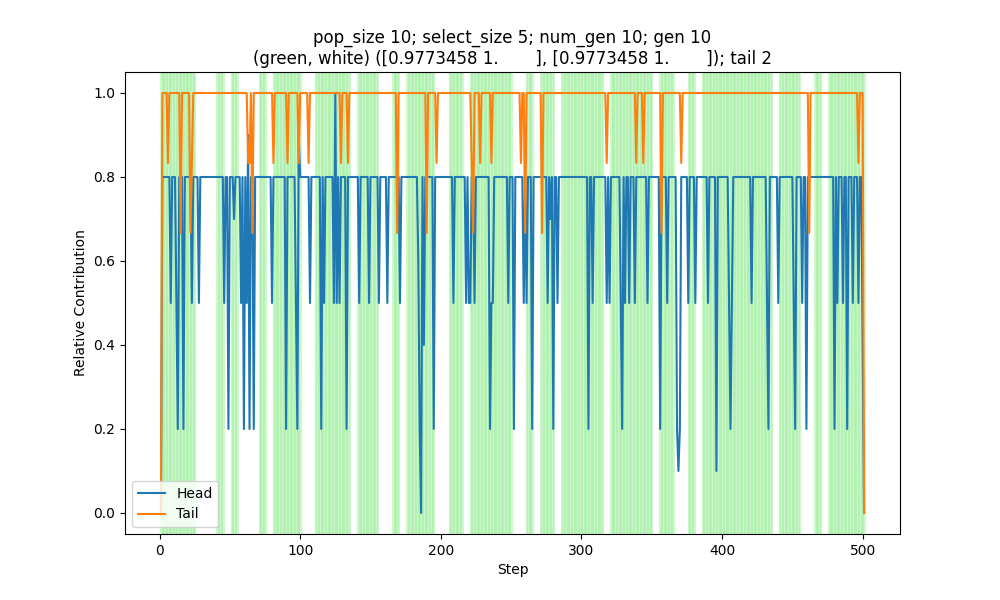 pop_size 10; select_size 5; num_gen 10; gen 10
(green, white) ([0.9773458 1.        ], [0.9773458 1.        ]); tail 2
Relative Contribution
1.0
0.8
0.6
0.4
0.2
0.0
Head
Tail
0
100
200
300
400
500
Step